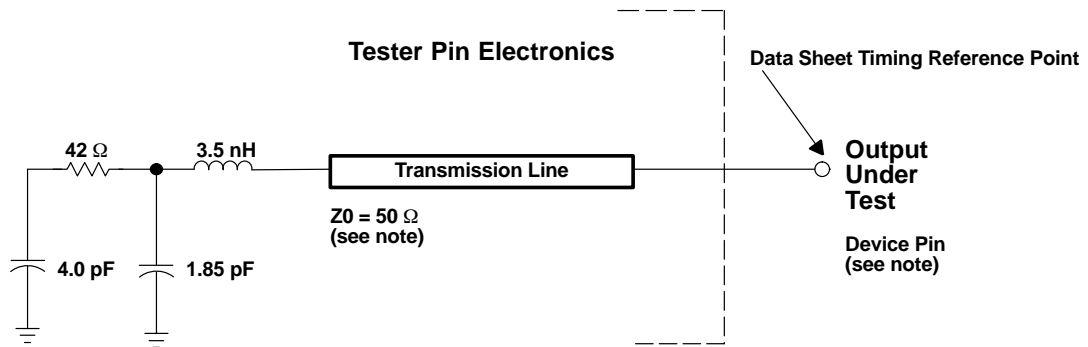 Tester Pin Electronics
Data Sheet Timing Reference Point
42 Ω
3.5 nH
Transmission Line
Output
Under
Test
Z0 = 50 Ω
(see note)
Device Pin
(see note)
4.0 pF
1.85 pF